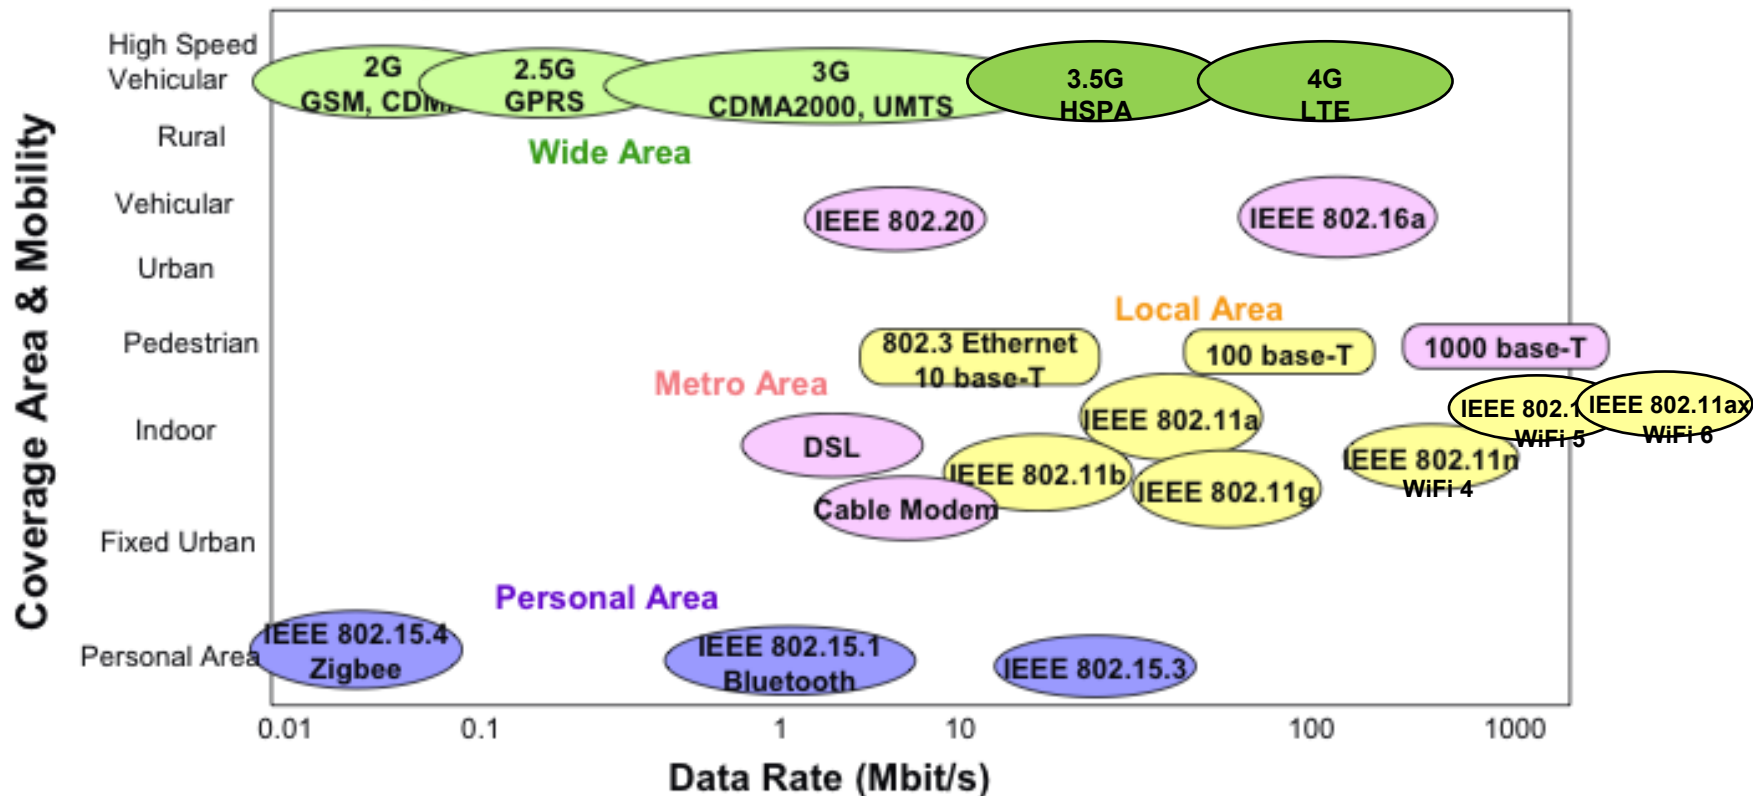 High Speed
Vehicular
Rural
Vehicular
Urban
Pedestrian
Indoor
Fixed Urban
Personal Area
Coverage Area & Mobility
2G
GSM, CDM
2.5G
GPRS
3G
CDMA2000, UMTS
3.5G
HSPA
4G
LTE
Wide Area
IEEE 802.20
IEEE 802.16a
Local Area
802.3 Ethernet
10 base-T
100 base-T
1000 base-T
Metro Area
IEEE 802.11a
IEEE 802.1
WiFi 5
IEEE 802.11ax
WiFi 6
DSL
IEEE 802.11b
IEEE 802.11g
IEEE 802.11n
WiFi 4
Cable Modem
Personal Area
IEEE 802.15.4
Zigbee
IEEE 802.15.1
Bluetooth
IEEE 802.15.3
0.01 0.1 1 10 100 1000
Data Rate (Mbit/s)